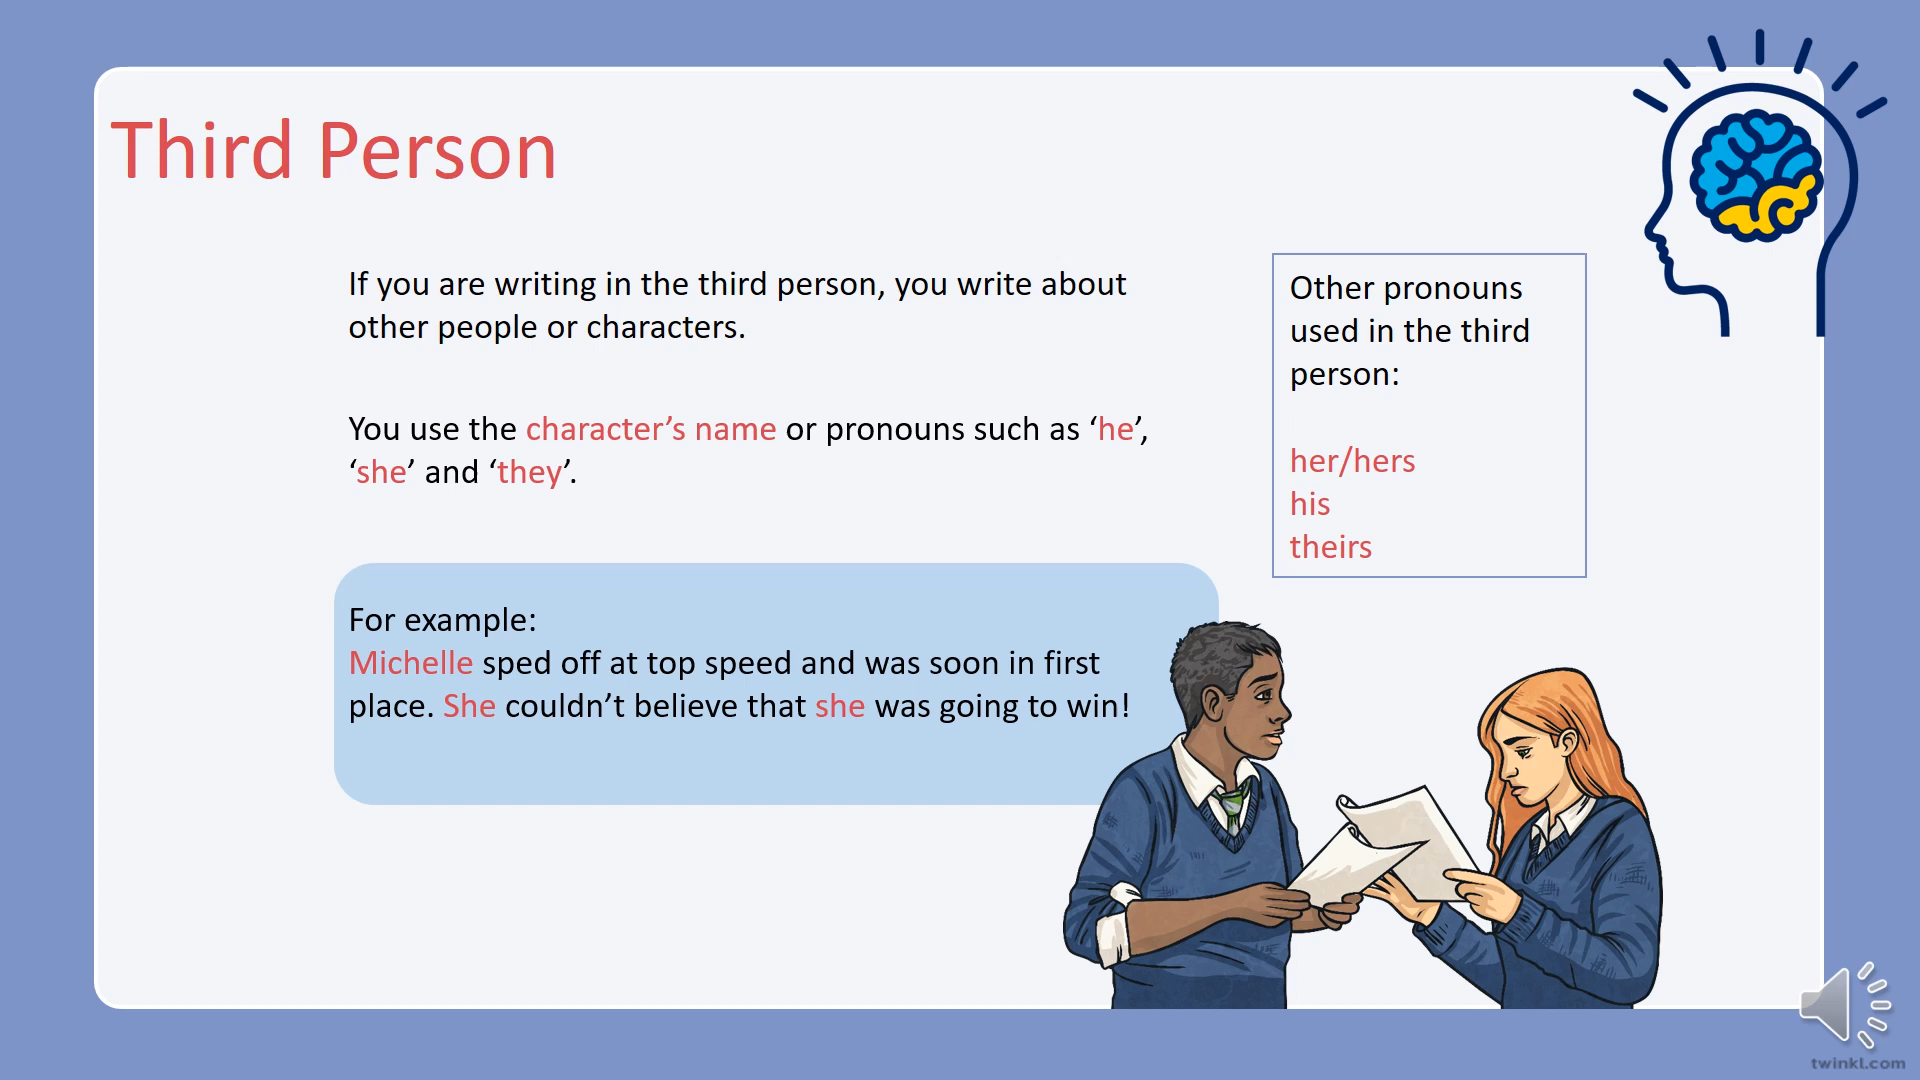 Third Person
If you are writing in the third person, you write about
other people or characters.
You use the character’s name or pronouns such as ‘he’,
‘she’ and ‘they’.
Other pronouns
used in the third
person:
her/hers
his
theirs
For example:
Michelle sped off at top speed and was soon in first
place. She couldn’t believe that she was going to win!
twinkl.com